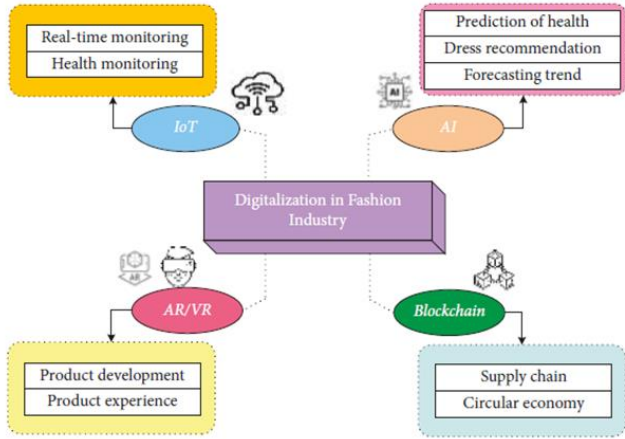 Real-time monitoring
Health monitoring
IoT
Prediction of health
Dress recommendation
Forecasting trend
AI
AI
Digitalization in Fashion
Industry
AR
AR/VR
Product development
Product experience
Blockchain
Supply chain
Circular economy